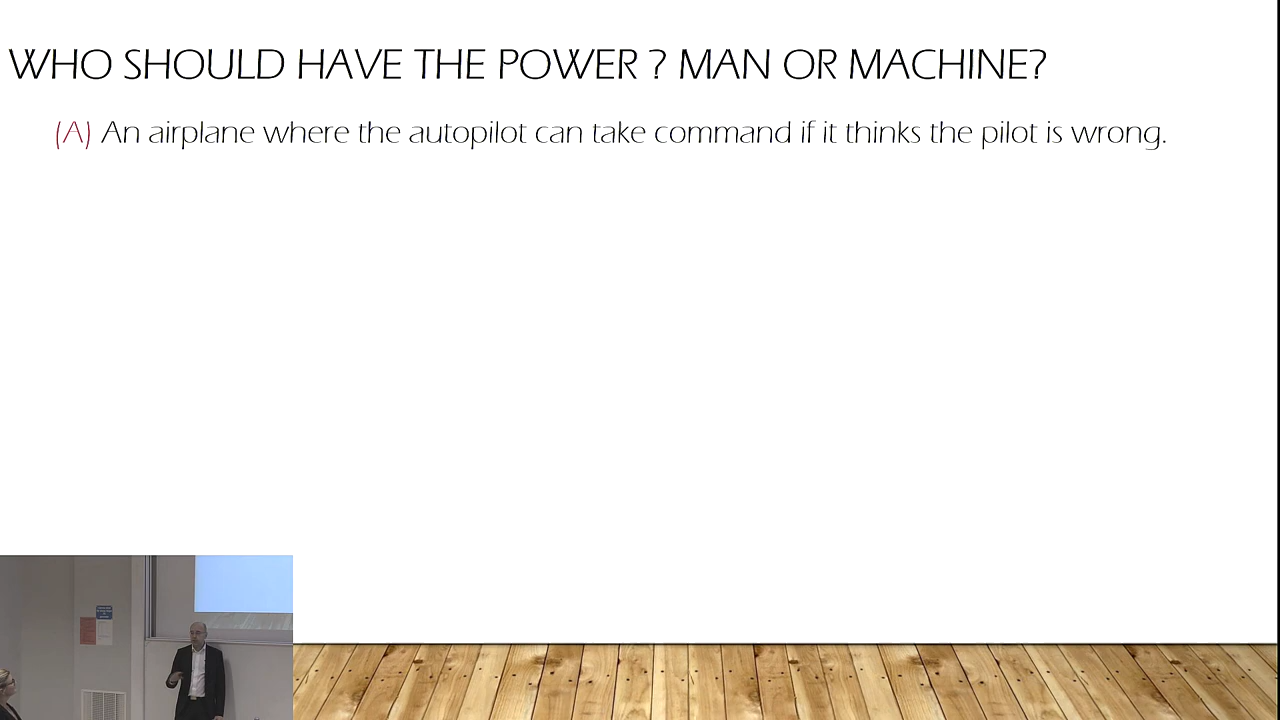 WHO SHOULD HAVE THE POWER ? MAN OR MACHINE?
(A) An airplane where the autopilot can take command if it thinks the pilot is wrong.